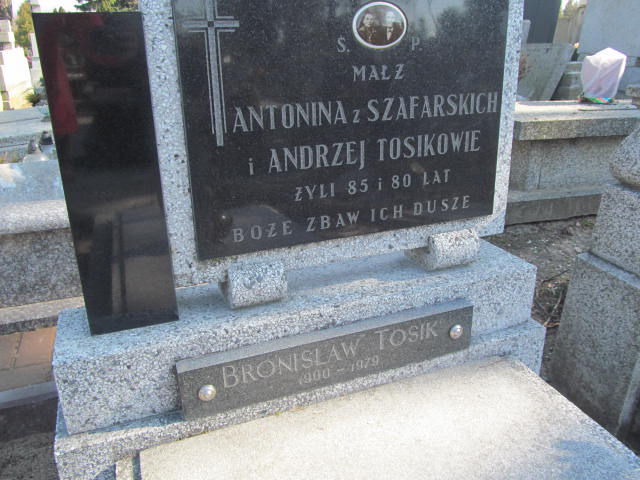 Ś. P.
MAŁŻ
ANTONINA z SZAFARSKICH
i ANDRZEJ TOSIKOWIE
ŻYLI 85 i 80 LAT
BOŻE ZBAW ICH DUSZE
BRONISŁAW TOSIK
1900 - 1979